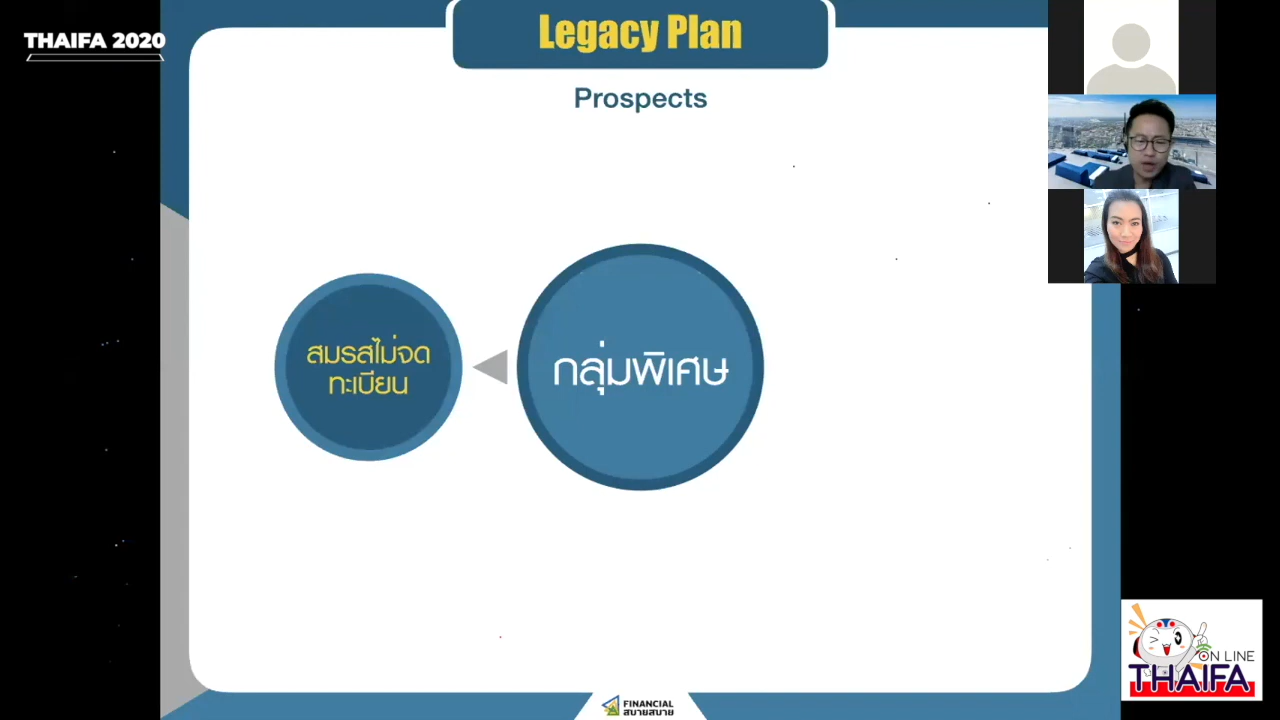 THAIFA 2020
Legacy Plan
Prospects
สมรสไม่จด
ทะเบียน
กลุ่มพิเศษ
FINANCIAL
สบายสบาย
ON LINE
THAIFA